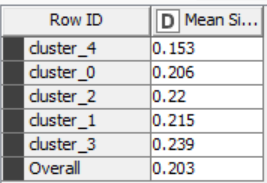 Row ID D Mean Si...
cluster_4 0.153
cluster_0 0.206
cluster_2 0.22
cluster_1 0.215
cluster_3 0.239
Overall 0.203